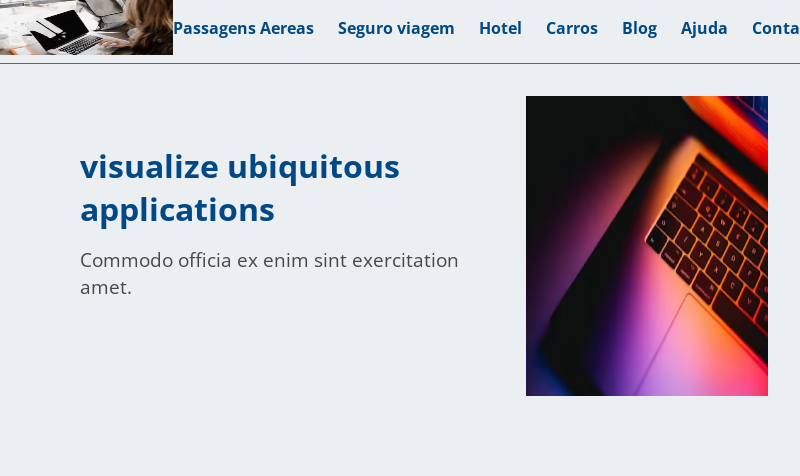 Passagens Aereas Seguro viagem Hotel Carros Blog Ajuda Conta
visualize ubiquitous
applications
Commodo officia ex enim sint exercitation
amet.